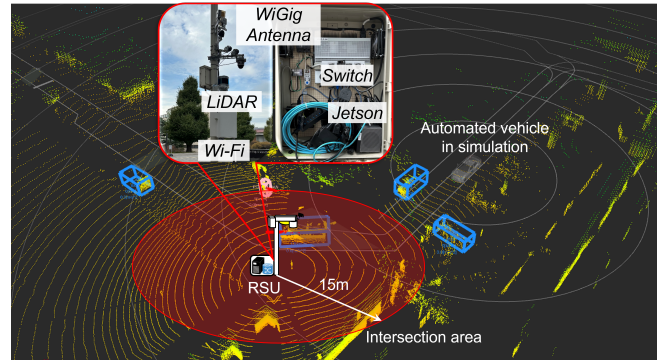 WiGig
Antenna
Switch
LiDAR
Jetson
Wi-Fi
Automated vehicle
in simulation
RSU
15m
Intersection area